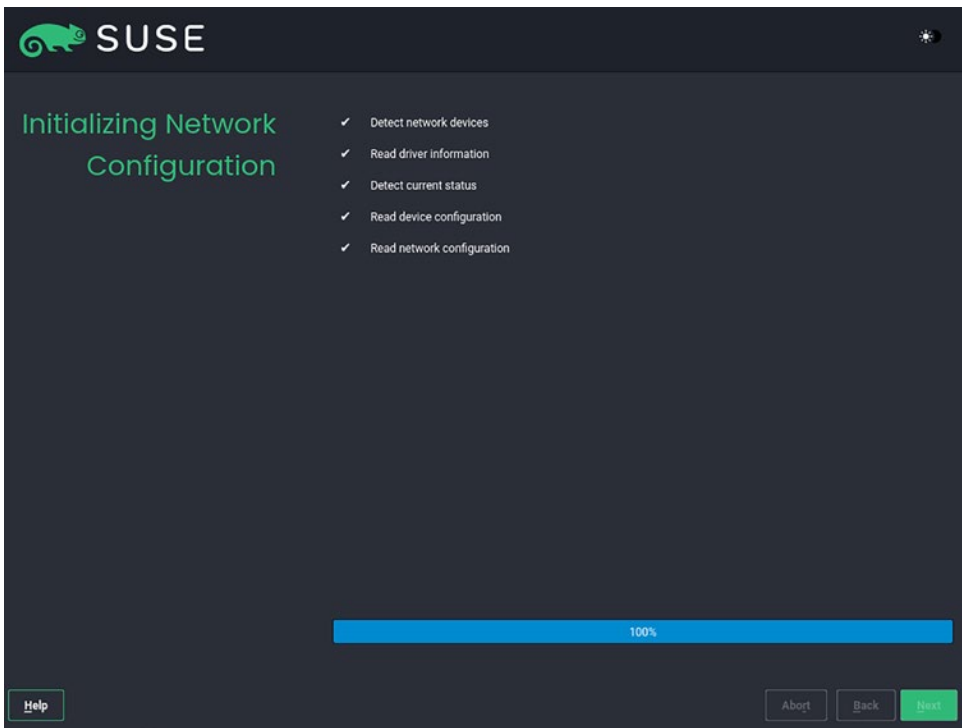 SUSE
Initializing Network
Configuration
✔ Detect network devices
✔ Read driver information
✔ Detect current status
✔ Read device configuration
✔ Read network configuration
100%
Help
Abort
Back
Next